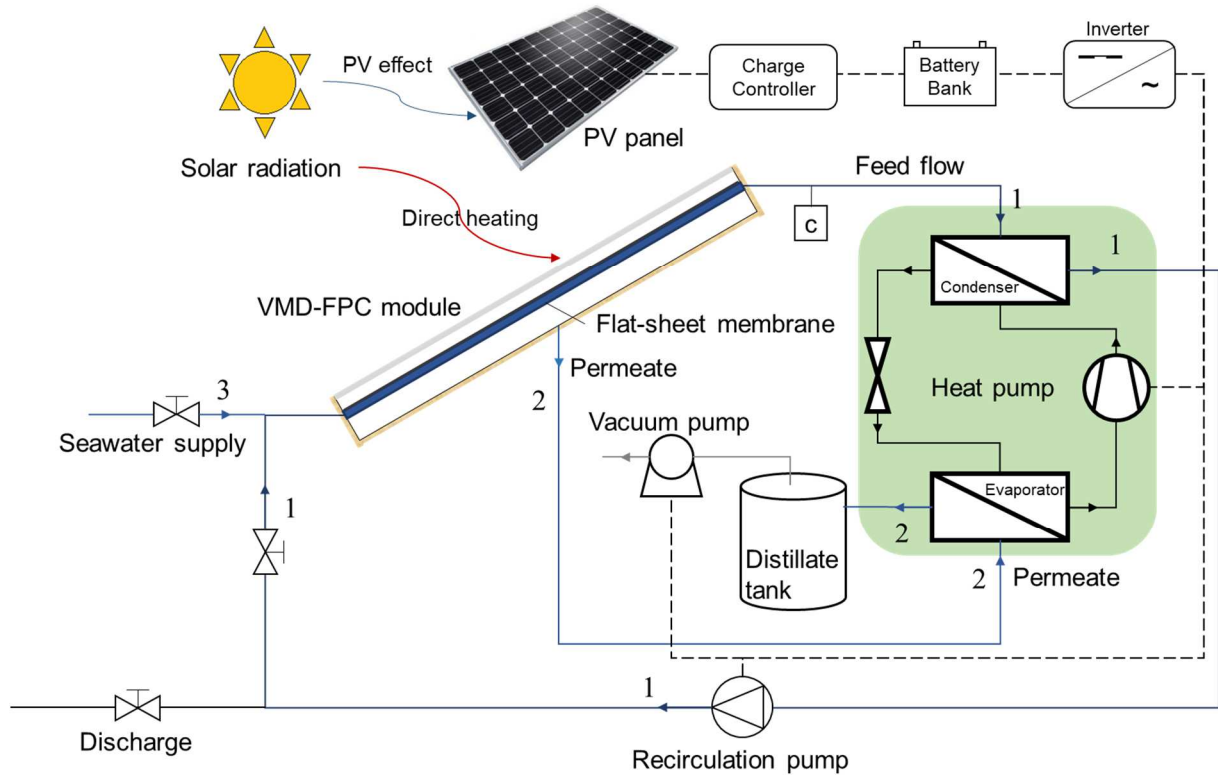 Inverter
PV effect
Charge
Controller
Battery
Bank
~
PV panel
Solar radiation
Feed flow
Direct heating
c
1
1
Condenser
VMD-FPC module
Flat-sheet membrane
Permeate
2
Heat pump
3
Seawater supply
Vacuum pump
Evaporator
1
2
Distillate
tank
2
Permeate
1
Discharge
Recirculation pump